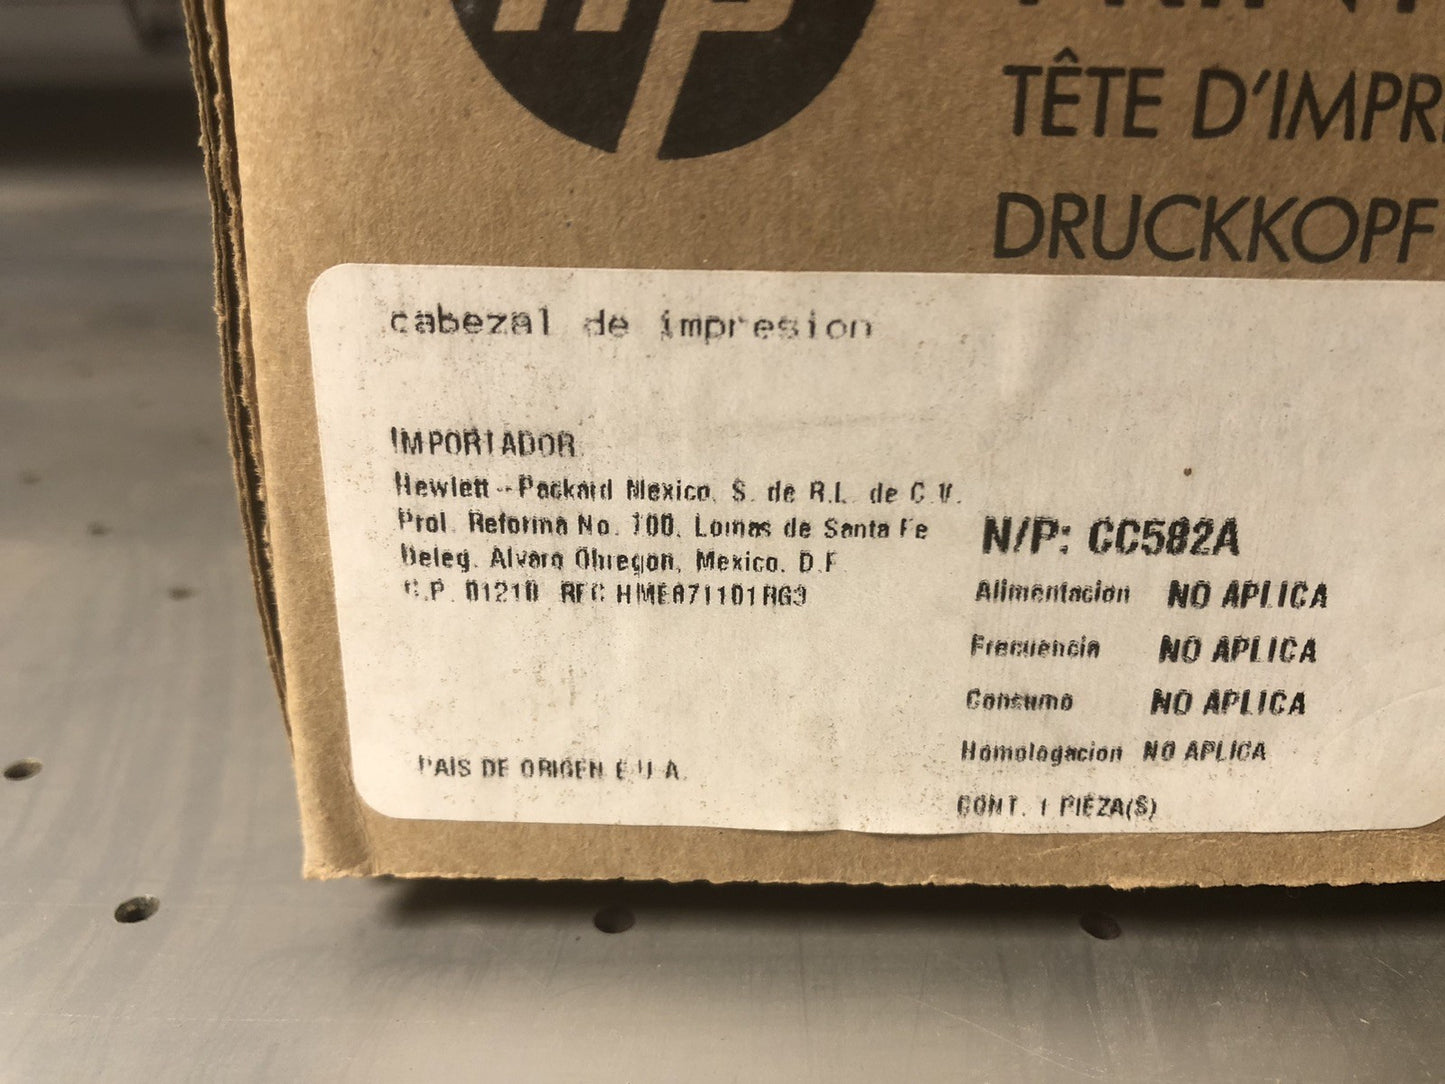 hp
TÊTE D'IMPR
DRUCKKOPF
cabezal de impresion
IMPORTADOR
Hewlett-Packard Mexico, S. de R.L. de C.V.
Prol. Reforma No. 700, Lomas de Santa Fe
Deleg. Alvaro Obregon, Mexico, D.F.
C.P. 01210 RFC HME871101RG3
N/P: CC582A
Alimentacion NO APLICA
Frecuencia NO APLICA
Consumo NO APLICA
Homologacion NO APLICA
PAIS DE ORIGEN E.U.A.
CONT. 1 PIEZA(S)